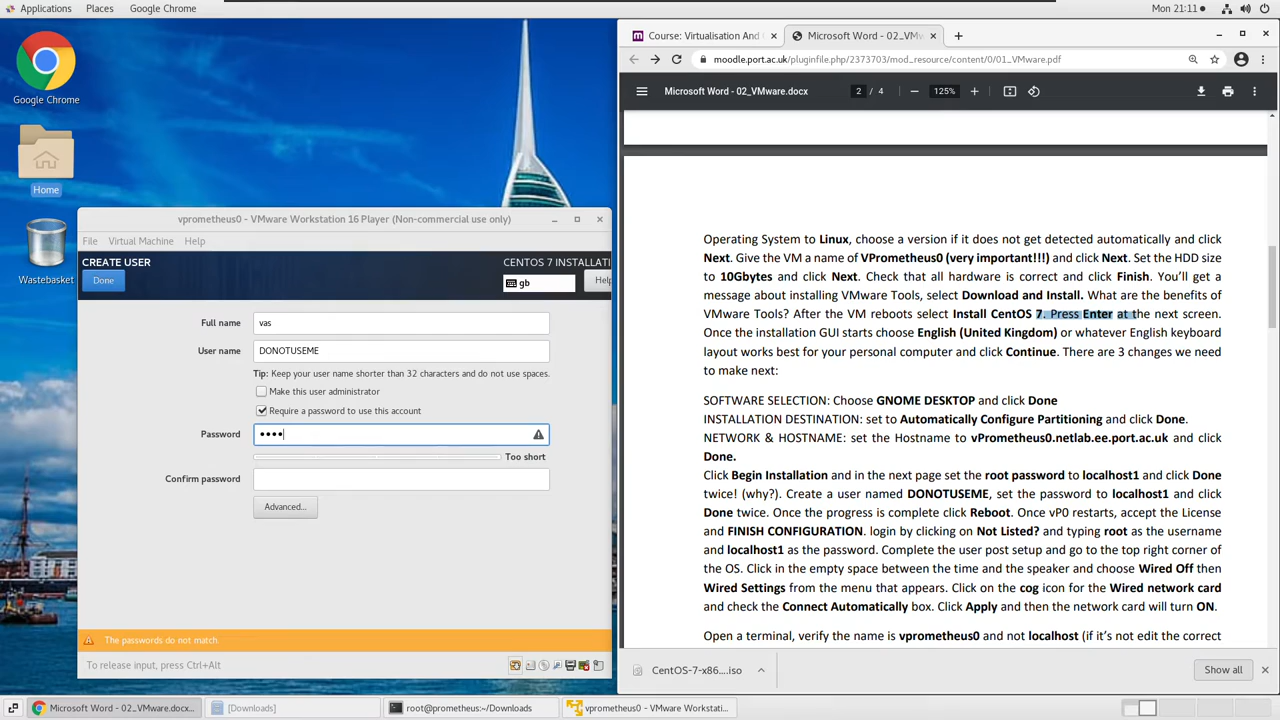 Applications Places Google Chrome Mon 21:11
Google Chrome
Home
Wastebasket
Course: Virtualisation And
Microsoft Word - 02_VM
moodle.port.ac.uk/pluginfile.php/2373703/mod_resource/content/0/01_VMware.pdf
Microsoft Word - 02_VMware.docx 2 / 4 125%
Operating System to Linux, choose a version if it does not get detected automatically and click
Next. Give the VM a name of VPrometheus0 (very important!!!) and click Next. Set the HDD size
to 10Gbytes and click Next. Check that all hardware is correct and click Finish. You'll get a
message about installing VMware Tools, select Download and Install. What are the benefits of
VMware Tools? After the VM reboots select Install CentOS 7. Press Enter at the next screen.
Once the installation GUI starts choose English (United Kingdom) or whatever English keyboard
layout works best for your personal computer and click Continue. There are 3 changes we need
to make next:
SOFTWARE SELECTION: Choose GNOME DESKTOP and click Done
INSTALLATION DESTINATION: set to Automatically Configure Partitioning and click Done.
NETWORK & HOSTNAME: set the Hostname to vPrometheus0.netlab.ee.port.ac.uk and click
Done.
Click Begin Installation and in the next page set the root password to localhost1 and click Done
twice! (why?). Create a user named DONOTUSEME, set the password to localhost1 and click
Done twice. Once the progress is complete click Reboot. Once vP0 restarts, accept the License
and FINISH CONFIGURATION. login by clicking on Not Listed? and typing root as the username
and localhost1 as the password. Complete the user post setup and go to the top right corner of
the OS. Click in the empty space between the time and the speaker and choose Wired Off then
Wired Settings from the menu that appears. Click on the cog icon for the Wired network card
and check the Connect Automatically box. Click Apply and then the network card will turn ON.
Open a terminal, verify the name is vprometheus0 and not localhost (if it's not edit the correct
CentOS-7-x86....iso
Show all
vprometheus0 - VMware Workstation 16 Player (Non-commercial use only)
File Virtual Machine Help
CREATE USER
CENTOS 7 INSTALLATI
Done
gb
Help
Full name vas
User name DONOTUSEME
Tip: Keep your user name shorter than 32 characters and do not use spaces.
Make this user administrator
Require a password to use this account
Password ••••
Too short
Confirm password
Advanced...
The passwords do not match.
To release input, press Ctrl+Alt
Microsoft Word - 02_VMware.docx...
[Downloads]
root@prometheus:~/Downloads
vprometheus0 - VMware Workstati...